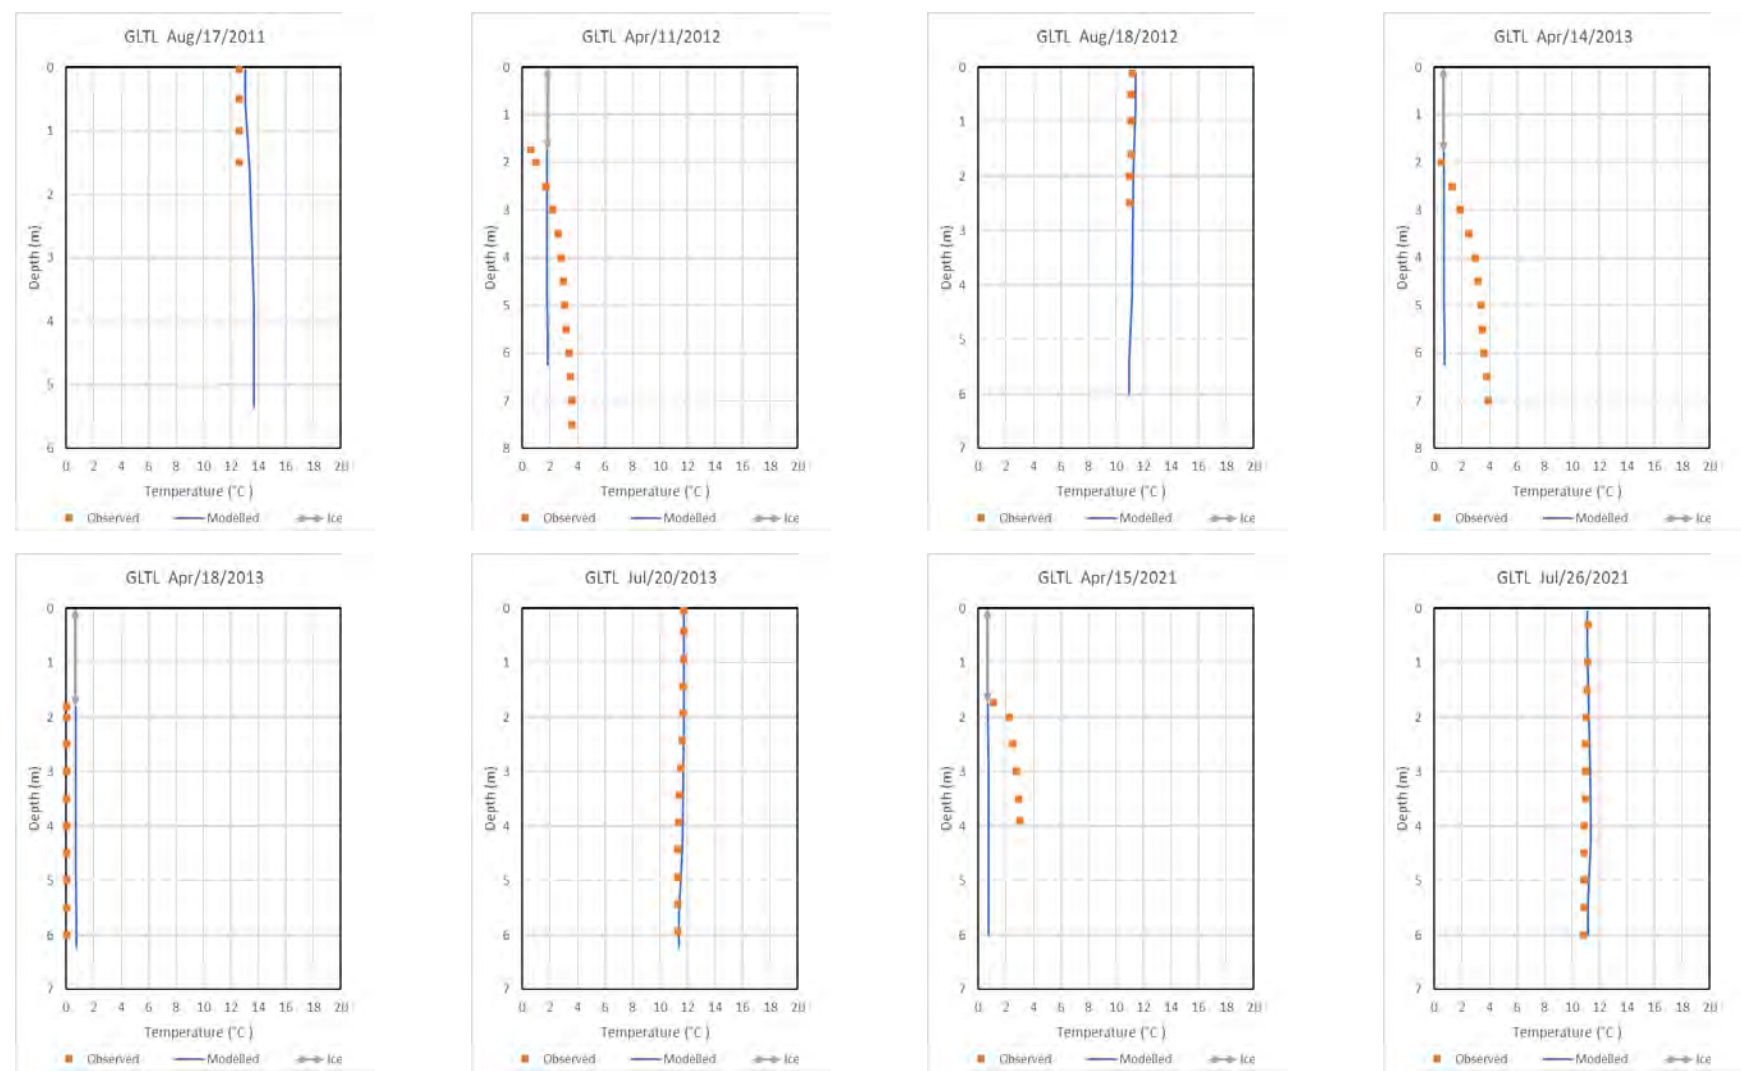 GLTL Aug/17/2011
0
1
2
3
4
5
6
Depth (m)
0 2 4 6 8 10 12 14 16 18 20
Temperature (°C)
Observed Modelled Ice
GLTL Apr/11/2012
0
1
2
3
4
5
6
7
8
Depth (m)
0 2 4 6 8 10 12 14 16 18 20
Temperature (°C)
Observed Modelled Ice
GLTL Aug/18/2012
0
1
2
3
4
5
6
7
Depth (m)
0 2 4 6 8 10 12 14 16 18 20
Temperature (°C)
Observed Modelled Ice
GLTL Apr/14/2013
0
1
2
3
4
5
6
7
8
Depth (m)
0 2 4 6 8 10 12 14 16 18 20
Temperature (°C)
Observed Modelled Ice
GLTL Apr/18/2013
0
1
2
3
4
5
6
7
Depth (m)
0 2 4 6 8 10 12 14 16 18 20
Temperature (°C)
Observed Modelled Ice
GLTL Jul/20/2013
0
1
2
3
4
5
6
7
Depth (m)
0 2 4 6 8 10 12 14 16 18 20
Temperature (°C)
Observed Modelled Ice
GLTL Apr/15/2021
0
1
2
3
4
5
6
7
Depth (m)
0 2 4 6 8 10 12 14 16 18 20
Temperature (°C)
Observed Modelled Ice
GLTL Jul/26/2021
0
1
2
3
4
5
6
7
Depth (m)
0 2 4 6 8 10 12 14 16 18 20
Temperature (°C)
Observed Modelled Ice